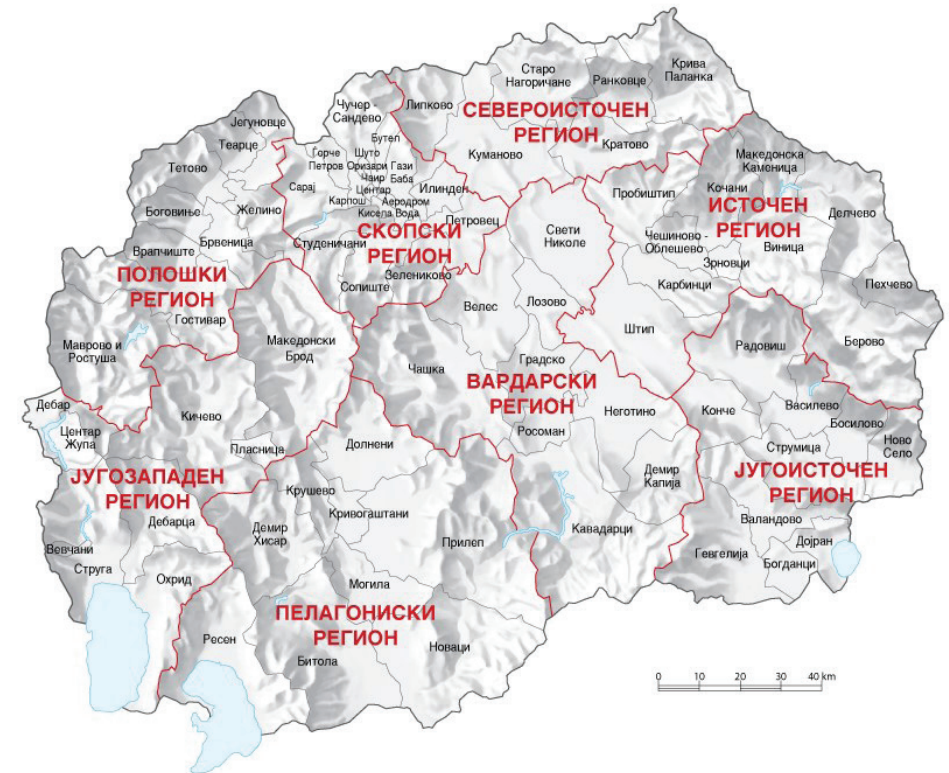 Крива
Паланка
Старо
Нагоричане
Ранковце
Чучер -
Сандево
Липково
СЕВЕРОИСТОЧЕН
РЕГИОН
Јегуновце
Теарце
Бутел
Ѓорче
Петров
Шуто
Оризари
Гази
Баба
Чаир
Центар
Куманово
Кратово
Македонска
Каменица
Тетово
Сарај
Карпош
Илинден
Аеродром
Кисела Вода
Петровец
Пробиштип
Кочани
ИСТОЧЕН
РЕГИОН
Делчево
Боговиње
Желино
Брвеница
Студеничани
СКОПСКИ
РЕГИОН
Свети
Николе
Чешиново -
Облешево
Виница
Зрновци
Врапчиште
ПОЛОШКИ
РЕГИОН
Зелениково
Сопиште
Карбинци
Пехчево
Гостивар
Велес
Лозово
Штип
Маврово и
Ростуша
Македонски
Брод
Радовиш
Берово
Чашка
Градско
ВАРДАРСКИ
РЕГИОН
Дебар
Центар
Жупа
Кичево
Неготино
Конче
Василево
Босилово
Росоман
Пласница
Долнени
Струмица
Ново
Село
ЈУГОЗАПАДЕН
РЕГИОН
Демир
Капија
ЈУГОИСТОЧЕН
РЕГИОН
Крушево
Дебарца
Демир
Хисар
Кривогаштани
Прилеп
Кавадарци
Валандово
Дојран
Вевчани
Струга
Гевгелија
Богданци
Охрид
Могила
ПЕЛАГОНИСКИ
РЕГИОН
Ресен
Битола
Новаци
0 10 20 30 40 km